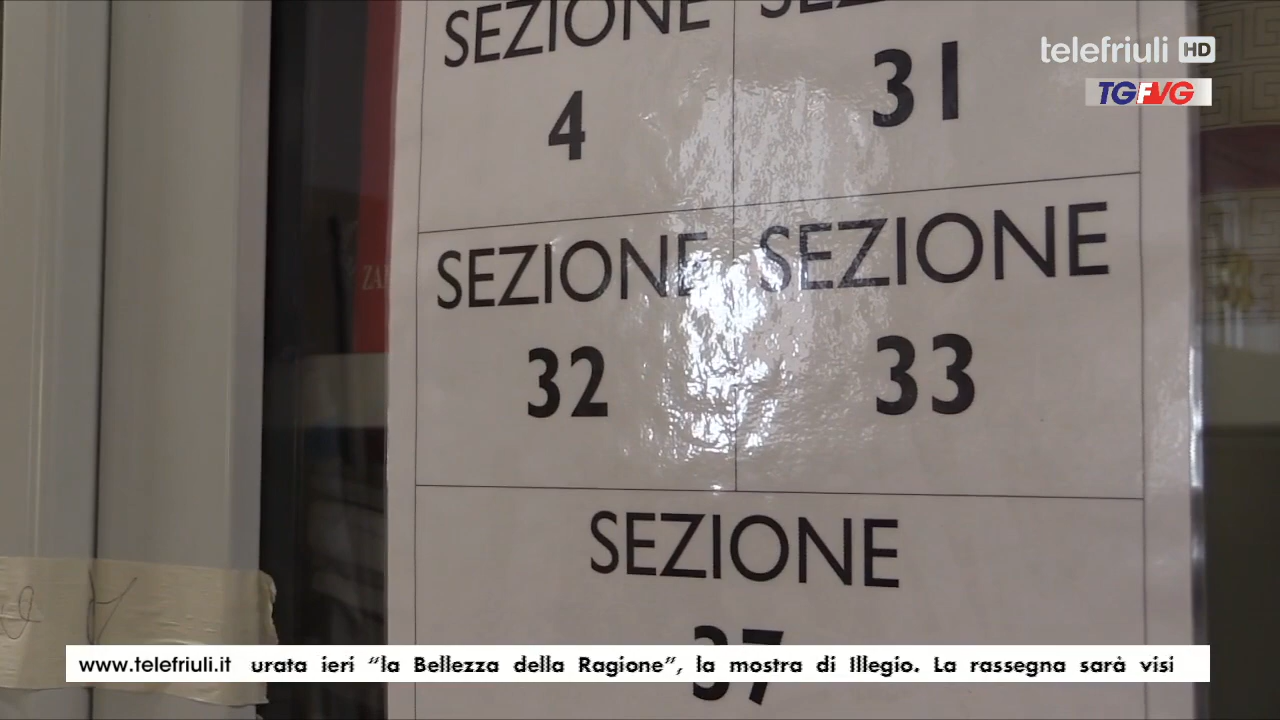 SEZIONE
4
31
telefriuli HD
TGFVG
SEZIONE
32
SEZIONE
33
SEZIONE
37
www.telefriuli.it urata ieri “la Bellezza della Ragione”, la mostra di Illegio. La rassegna sarà visi